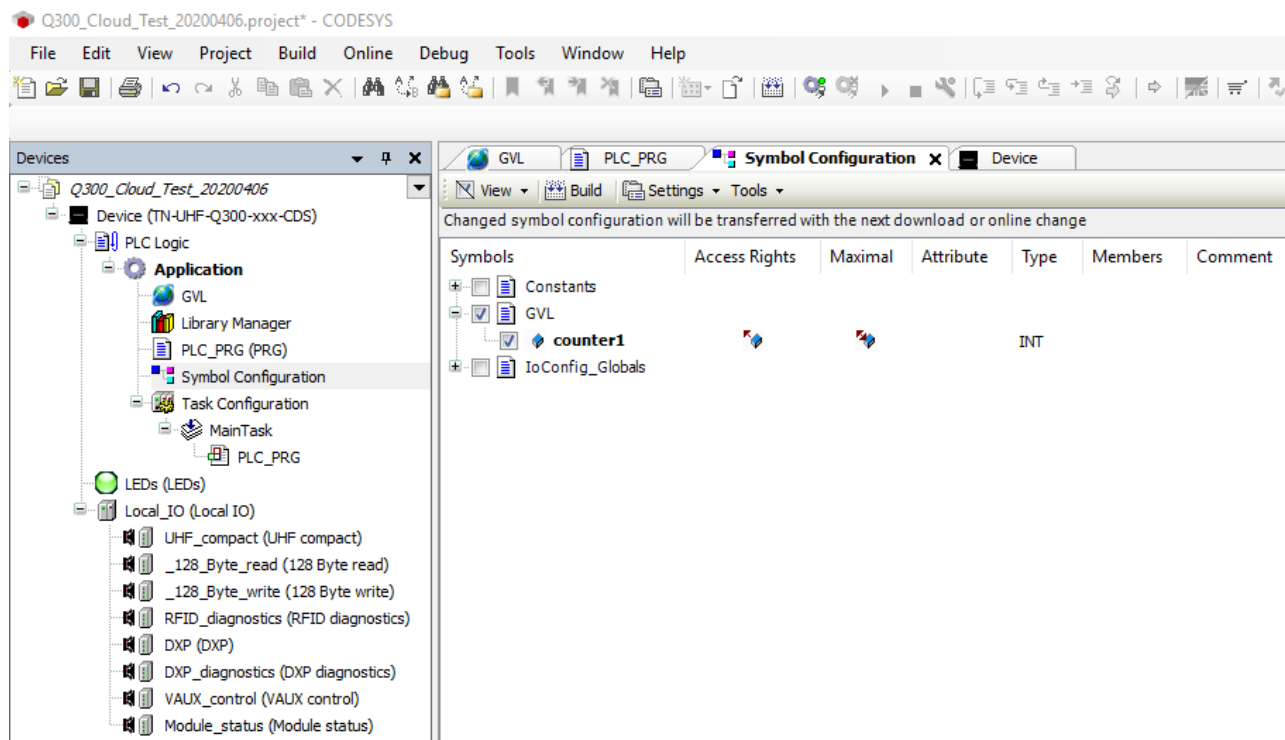 Q300_Cloud_Test_20200406.project* - CODESYS
File Edit View Project Build Online Debug Tools Window Help
Devices
Q300_Cloud_Test_20200406
Device (TN-UHF-Q300-xxx-CDS)
PLC Logic
Application
GVL
Library Manager
PLC_PRG (PRG)
Symbol Configuration
Task Configuration
MainTask
PLC_PRG
LEDs (LEDs)
Local_IO (Local IO)
UHF_compact (UHF compact)
_128_Byte_read (128 Byte read)
_128_Byte_write (128 Byte write)
RFID_diagnostics (RFID diagnostics)
DXP (DXP)
DXP_diagnostics (DXP diagnostics)
VAUX_control (VAUX control)
Module_status (Module status)
GVL PLC_PRG Symbol Configuration Device
View Build Settings Tools
Changed symbol configuration will be transferred with the next download or online change
Symbols Access Rights Maximal Attribute Type Members Comment
Constants
GVL
counter1 INT
IoConfig_Globals